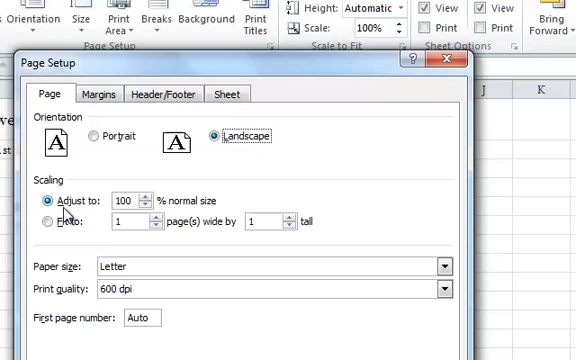 Height: Automatic
View View
Orientation Size Print Area Breaks Background Print Titles
Scale: 100%
Print Print
Bring Forward
Page Setup Scale to Fit Sheet Options
Page Setup
?
Page Margins Header/Footer Sheet
J K
Orientation
A Portrait A Landscape
Scaling
Adjust to: 100 % normal size
Fit to: 1 page(s) wide by 1 tall
Paper size: Letter
Print quality: 600 dpi
First page number: Auto